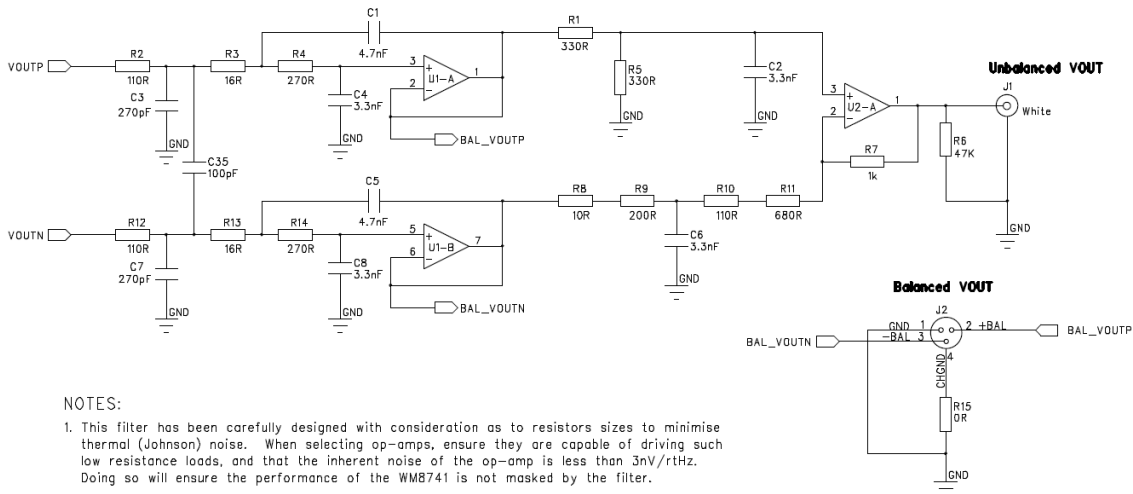 C1
4.7nF
R1
330R
VOUTP
R2
110R
R3
16R
R4
270R
3
+
2
−
U1-A
1
C3
270pF
GND
C4
3.3nF
GND
BAL_VOUTP
R5
330R
GND
C2
3.3nF
GND
3
+
2
−
U2-A
1
Unbalanced VOUT
J1
White
R6
47K
R7
1k
GND
C35
100pF
C5
4.7nF
VOUTN
R12
110R
R13
16R
R14
270R
5
+
6
−
U1-B
7
C7
270pF
GND
C8
3.3nF
GND
BAL_VOUTN
R8
10R
R9
200R
R10
110R
R11
680R
C6
3.3nF
GND
Balanced VOUT
J2
GND 1
2 +BAL
BAL_VOUTP
BAL_VOUTN
-BAL 3
4
CHGND
R15
0R
GND
NOTES:
1. This filter has been carefully designed with consideration as to resistors sizes to minimise
thermal (Johnson) noise. When selecting op-amps, ensure they are capable of driving such
low resistance loads, and that the inherent noise of the op-amp is less than 3nV/rtHz.
Doing so will ensure the performance of the WM8741 is not masked by the filter.